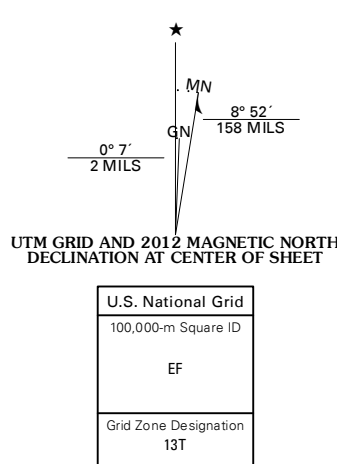 ★
MN
8° 52´
158 MILS
GN
0° 7´
2 MILS
UTM GRID AND 2012 MAGNETIC NORTH
DECLINATION AT CENTER OF SHEET
U.S. National Grid
100,000-m Square ID
EF
Grid Zone Designation
13T